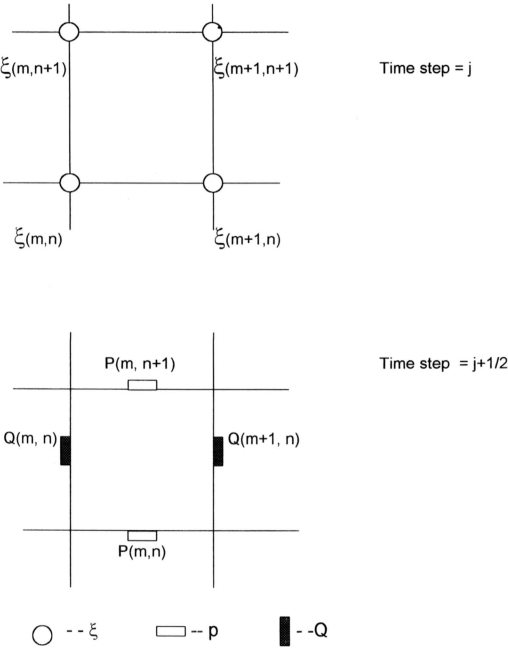 ξ(m,n+1) ξ(m+1,n+1) Time step = j
ξ(m,n) ξ(m+1,n)
P(m, n+1) Time step = j+1/2
Q(m, n) Q(m+1, n)
P(m,n)
- - ξ -- p - -Q